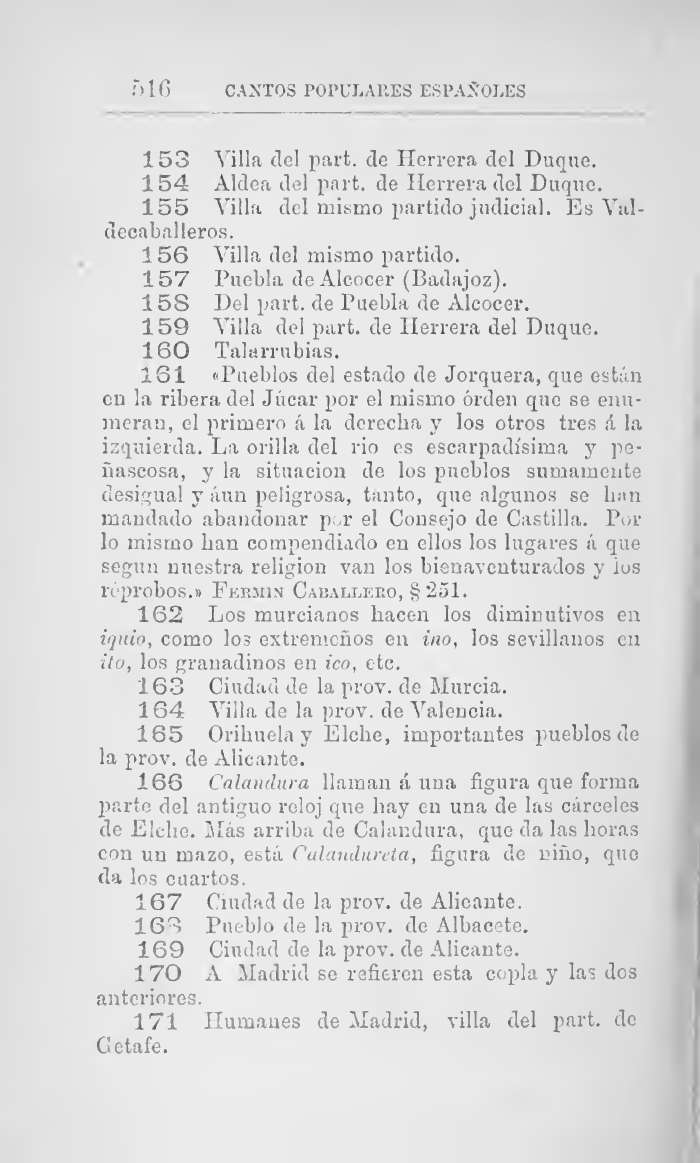 516 CANTOS POPULARES ESPAÑOLES
153 Villa del part. de Herrera del Duque.
154 Aldea del part. de Herrera del Duque.
155 Villa del mismo partido judicial. Es Val-
decaballeros.
156 Villa del mismo partido.
157 Puebla de Alcocer (Badajoz).
158 Del part. de Puebla de Alcocer.
159 Villa del part. de Herrera del Duque.
160 Talarrubias.
161 «Pueblos del estado de Jorquera, que están
en la ribera del Júcar por el mismo órden que se enu-
meran, el primero á la derecha y los otros tres á la
izquierda. La orilla del rio es escarpadísima y pe-
ñascosa, y la situacion de los pueblos sumamente
desigual y áun peligrosa, tanto, que algunos se han
mandado abandonar por el Consejo de Castilla. Por
lo mismo han compendiado en ellos los lugares á que
segun nuestra religion van los bienaventurados y los
réprobos.» FERMIN CABALLERO, § 251.
162 Los murcianos hacen los diminutivos en
iquio, como los extremeños en ino, los sevillanos en
ito, los granadinos en ico, etc.
163 Ciudad de la prov. de Murcia.
164 Villa de la prov. de Valencia.
165 Orihuela y Elche, importantes pueblos de
la prov. de Alicante.
166 Calandura llaman á una figura que forma
parte del antiguo reloj que hay en una de las cárceles
de Elche. Más arriba de Calandura, que da las horas
con un mazo, está Calandureta, figura de niño, que
da los cuartos.
167 Ciudad de la prov. de Alicante.
168 Pueblo de la prov. de Albacete.
169 Ciudad de la prov. de Alicante.
170 A Madrid se refieren esta copla y las dos
anteriores.
171 Humanes de Madrid, villa del part. de
Getafe.